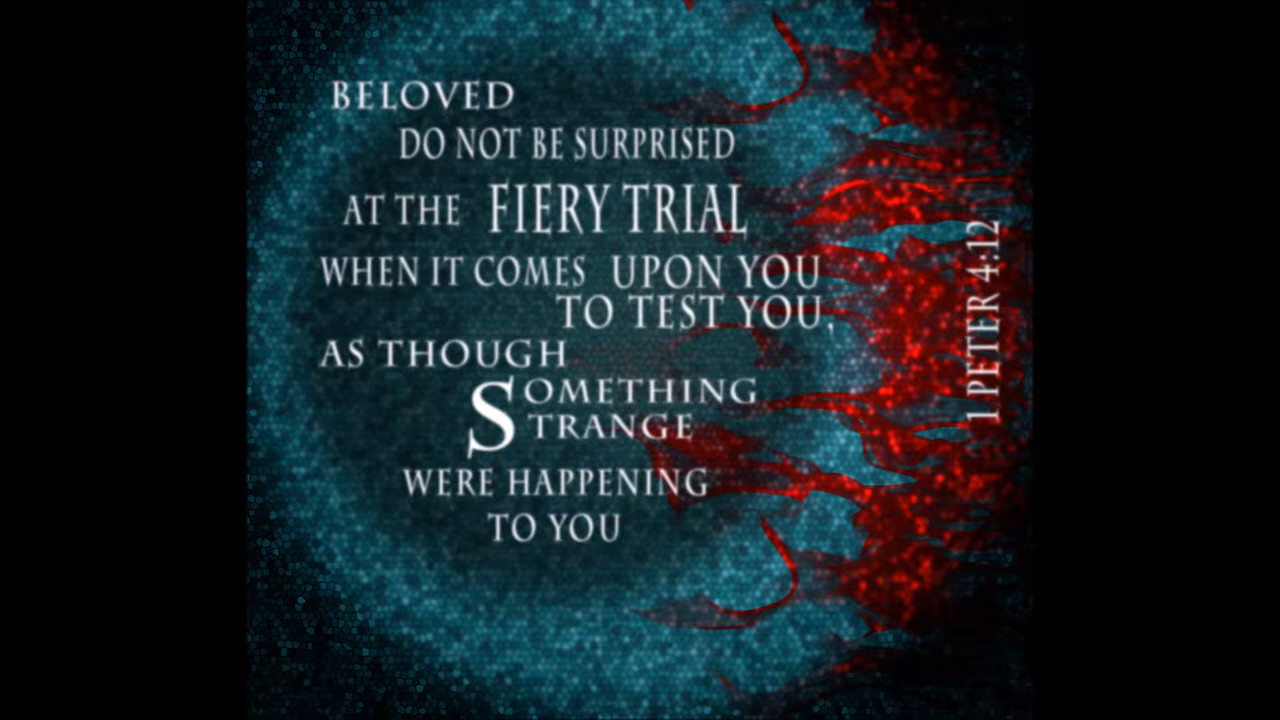 BELOVED
DO NOT BE SURPRISED
AT THE FIERY TRIAL
WHEN IT COMES UPON YOU
TO TEST YOU,
AS THOUGH
SOMETHING
STRANGE
WERE HAPPENING
TO YOU
1 PETER 4:12